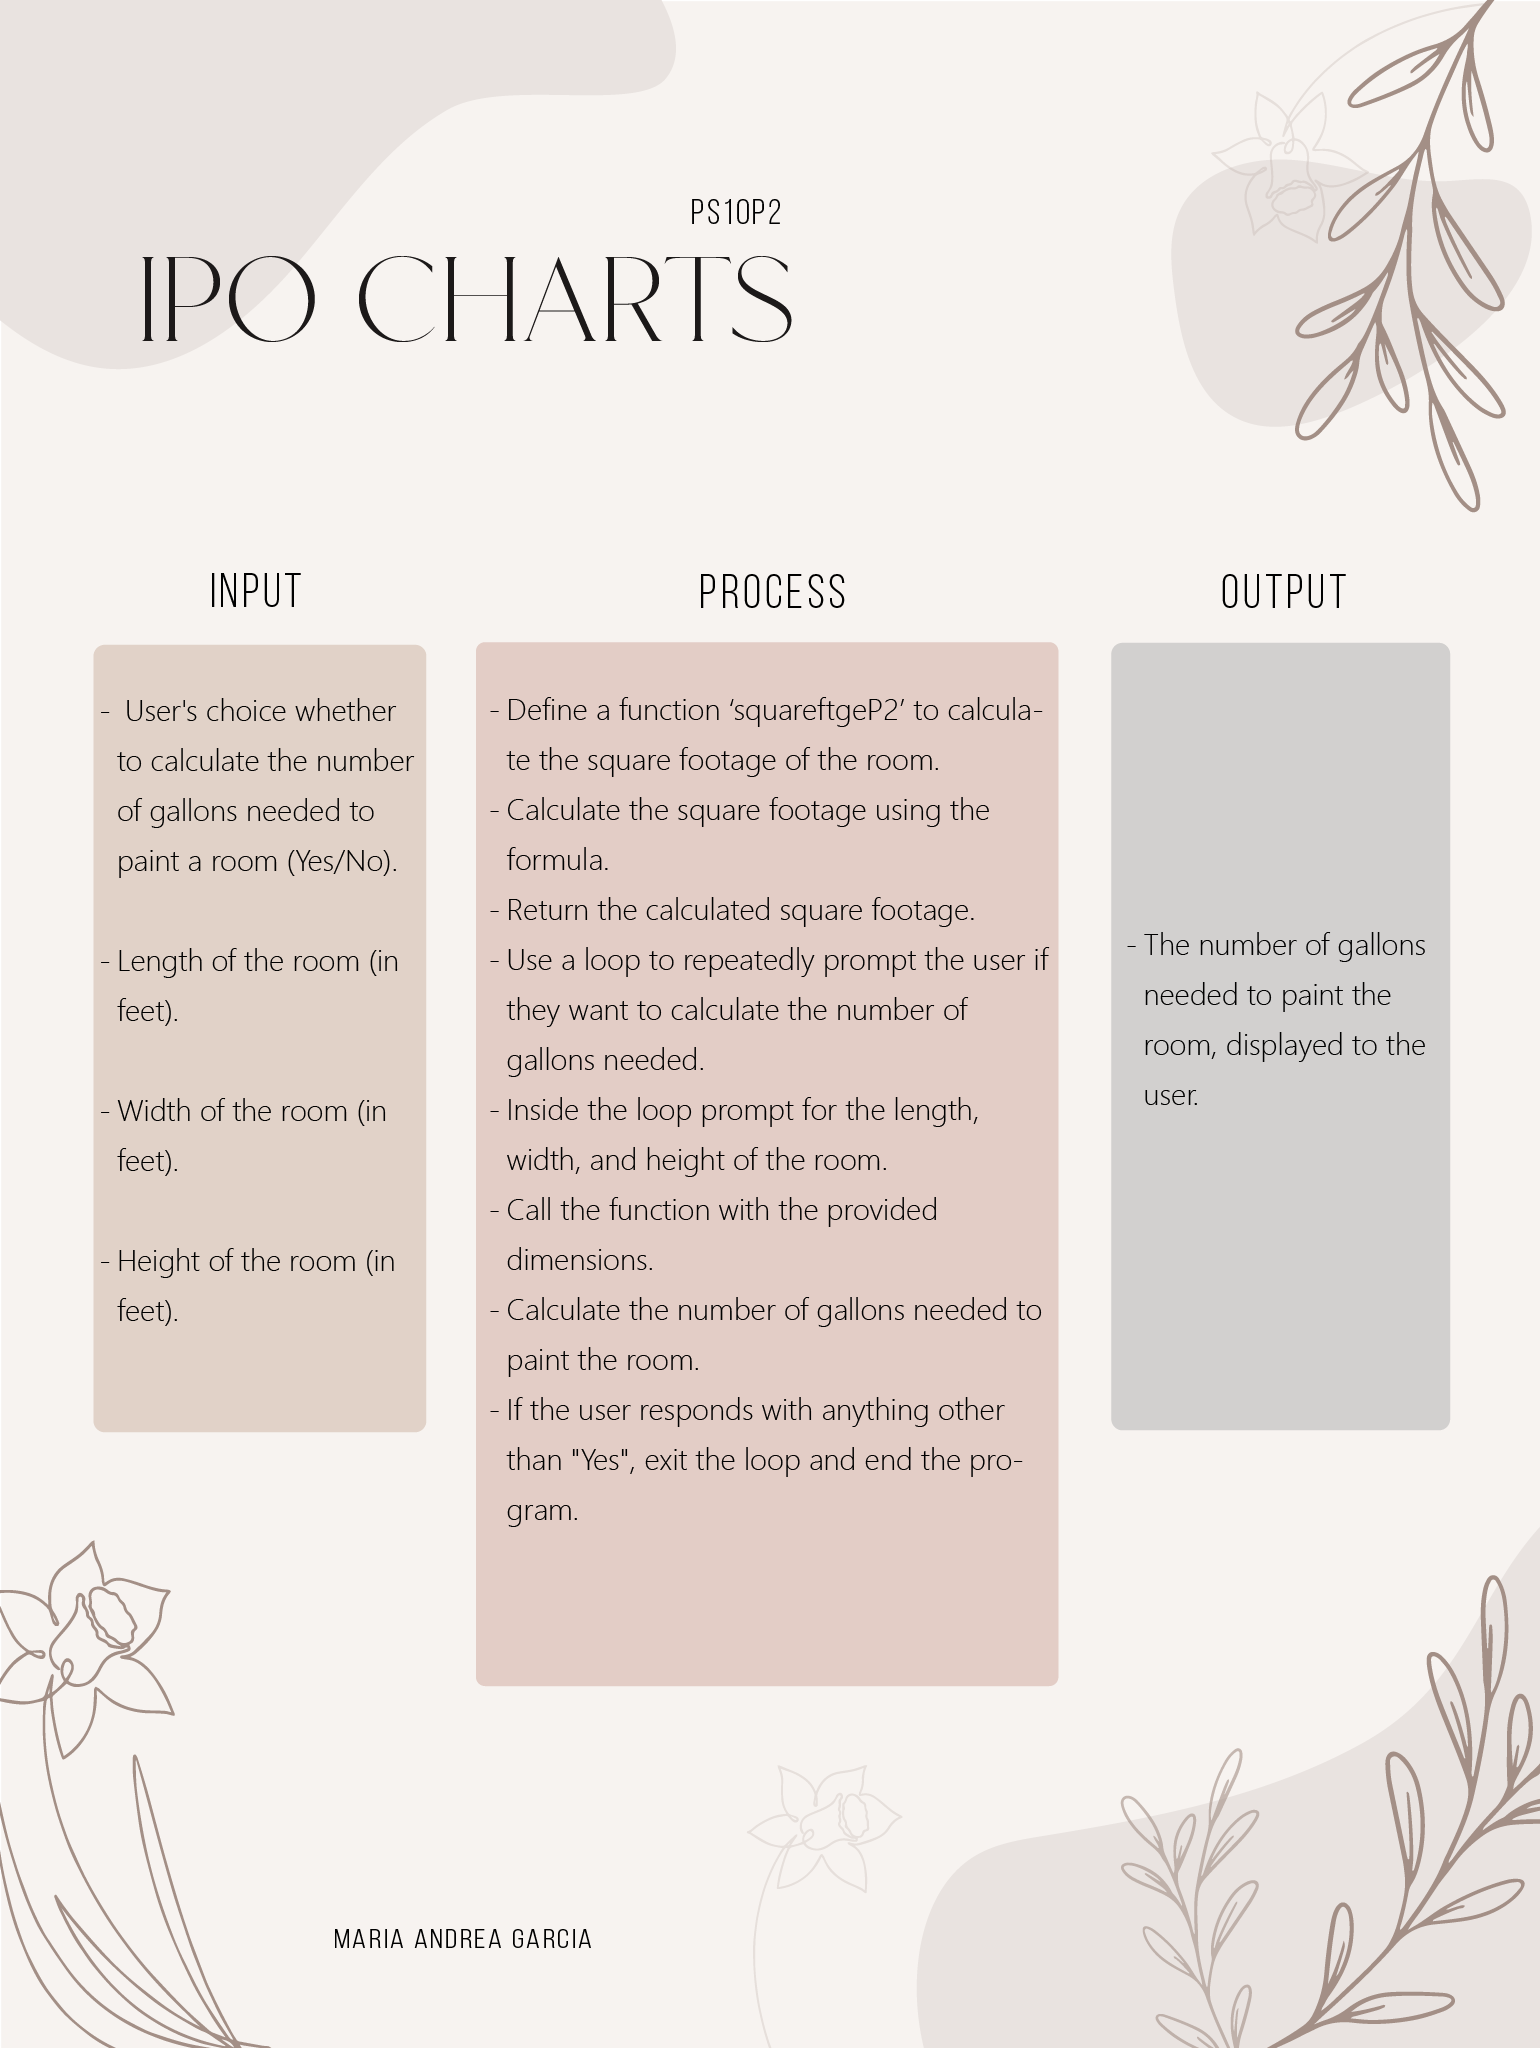 PS10P2
IPO CHARTS
INPUT
- User's choice whether
to calculate the number
of gallons needed to
paint a room (Yes/No).
- Length of the room (in
feet).
- Width of the room (in
feet).
- Height of the room (in
feet).
PROCESS
- Define a function ‘squareftgeP2’ to calcula-
te the square footage of the room.
- Calculate the square footage using the
formula.
- Return the calculated square footage.
- Use a loop to repeatedly prompt the user if
they want to calculate the number of
gallons needed.
- Inside the loop prompt for the length,
width, and height of the room.
- Call the function with the provided
dimensions.
- Calculate the number of gallons needed to
paint the room.
- If the user responds with anything other
than "Yes", exit the loop and end the pro-
gram.
OUTPUT
- The number of gallons
needed to paint the
room, displayed to the
user.
MARIA ANDREA GARCIA